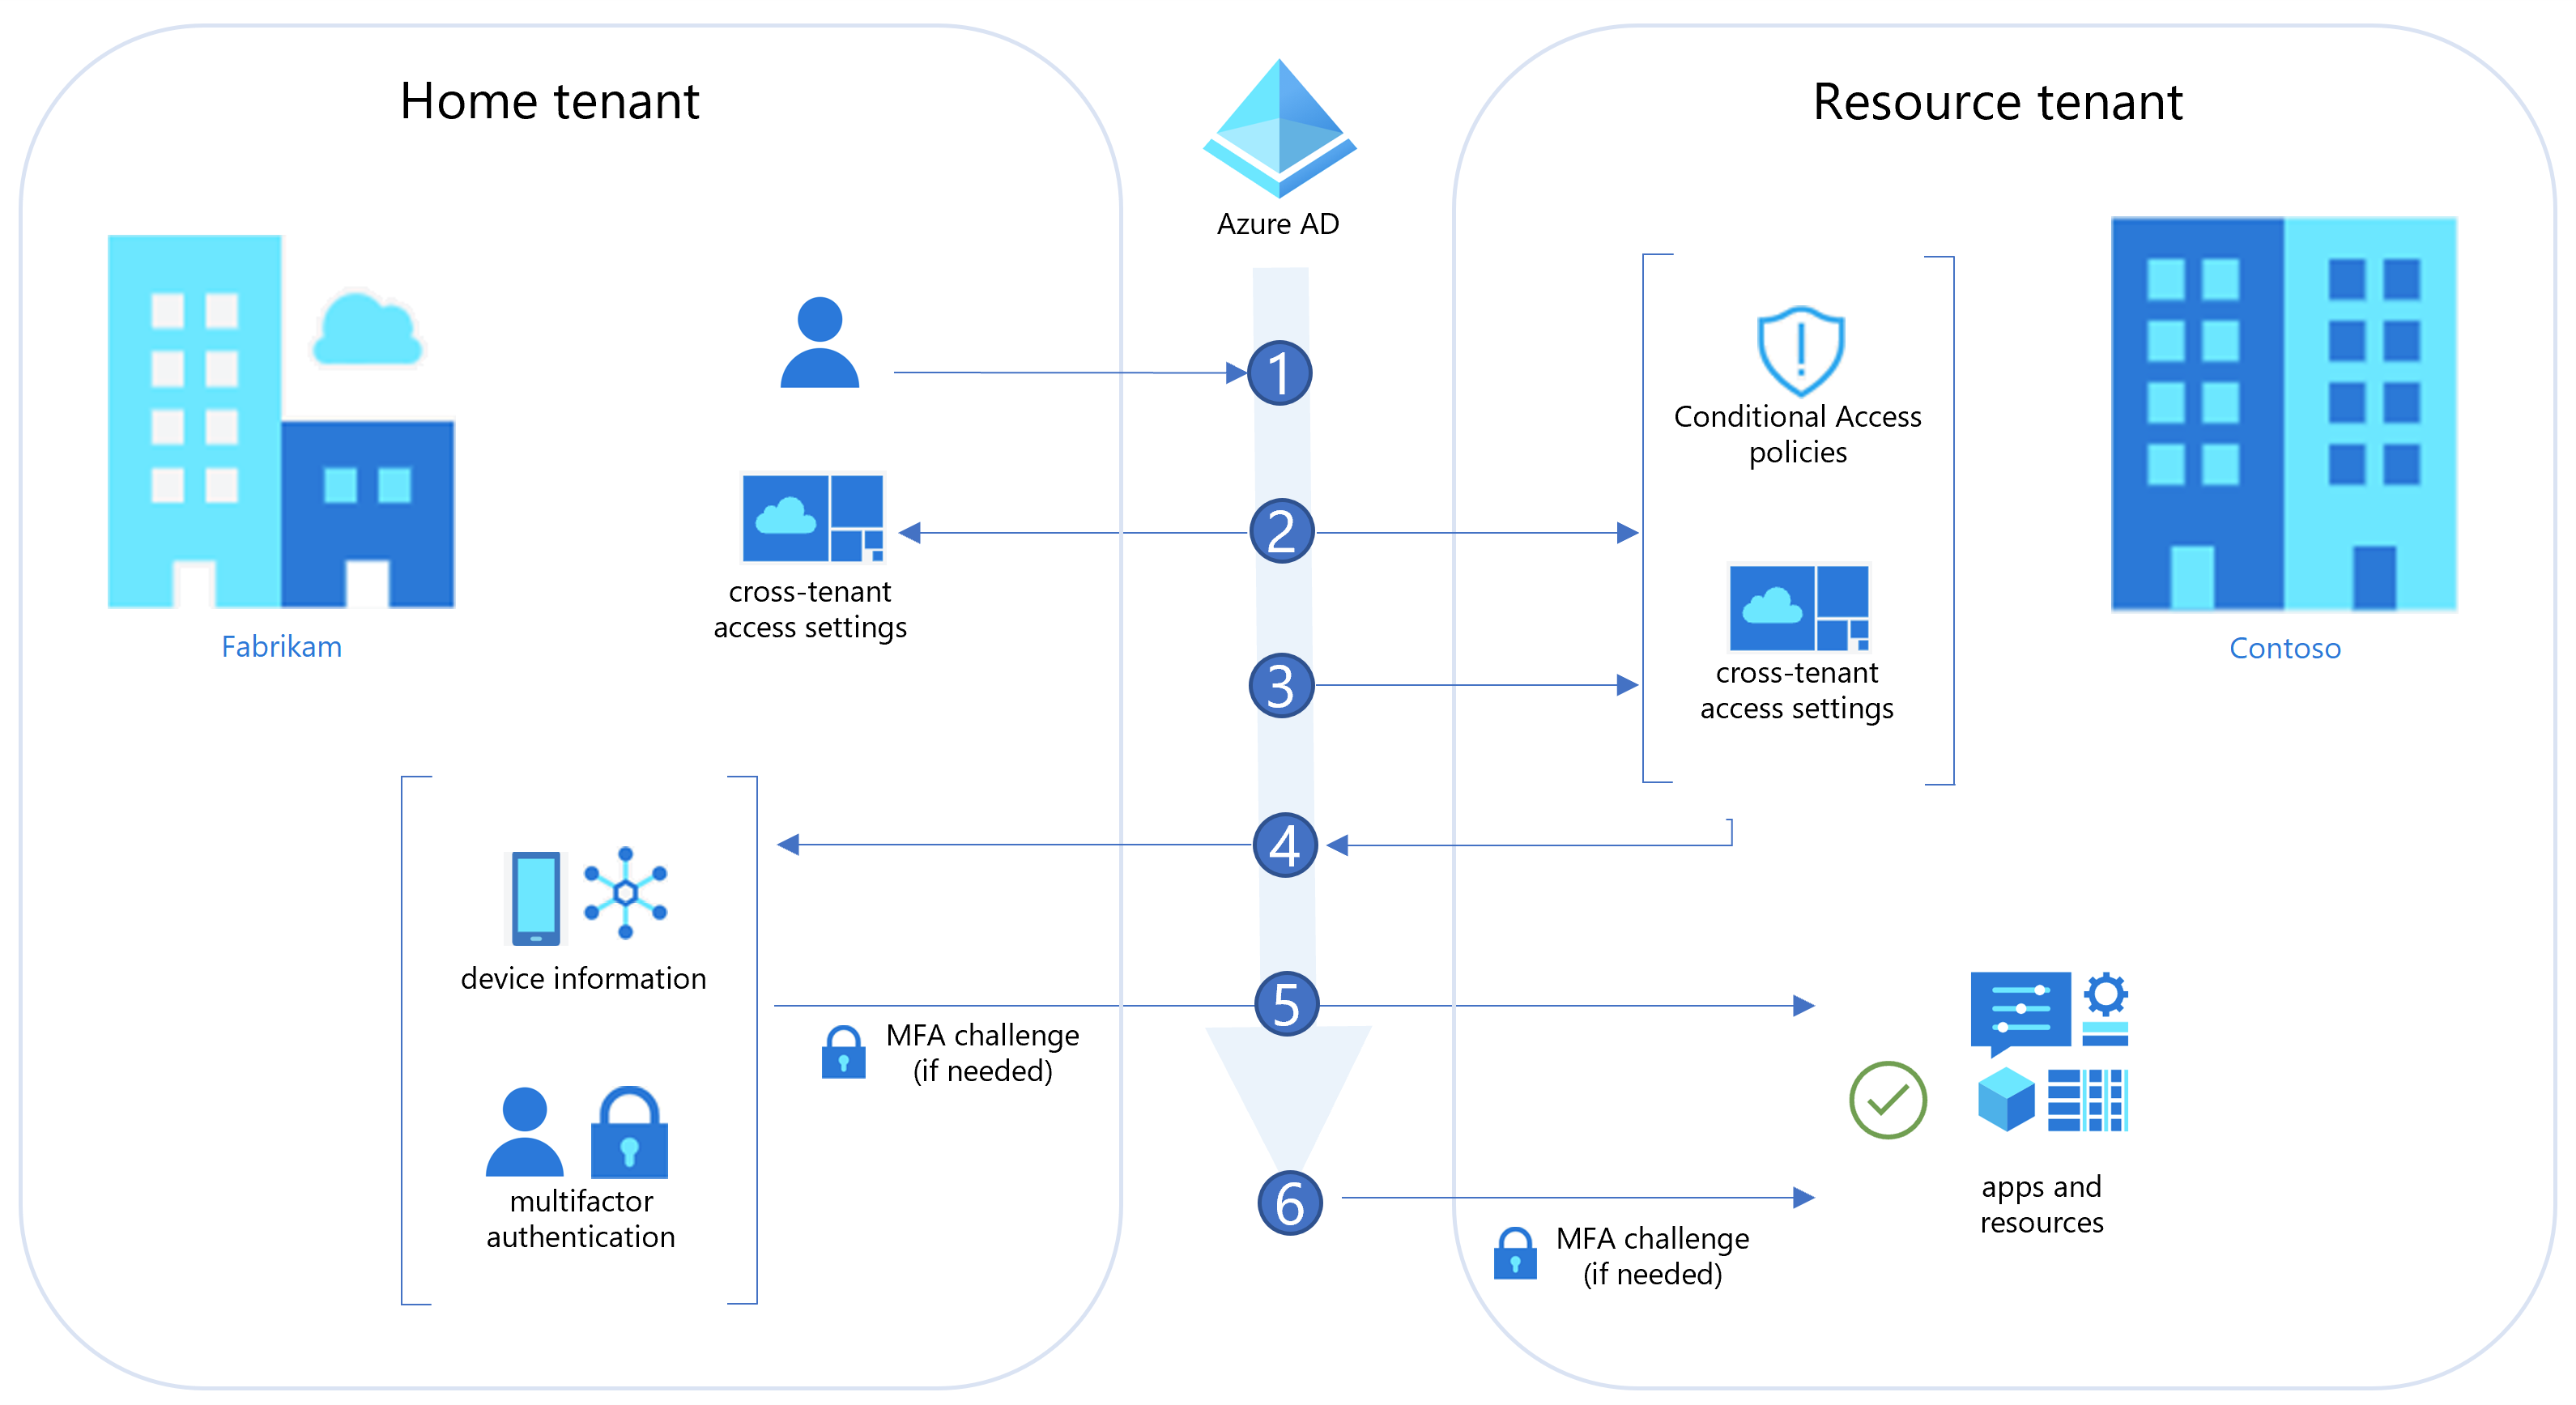 Home tenant
Azure AD
Resource tenant
Fabrikam
cross-tenant
access settings
1
2
3
4
5
6
Conditional Access
policies
cross-tenant
access settings
Contoso
device information
multifactor
authentication
MFA challenge
(if needed)
MFA challenge
(if needed)
apps and
resources